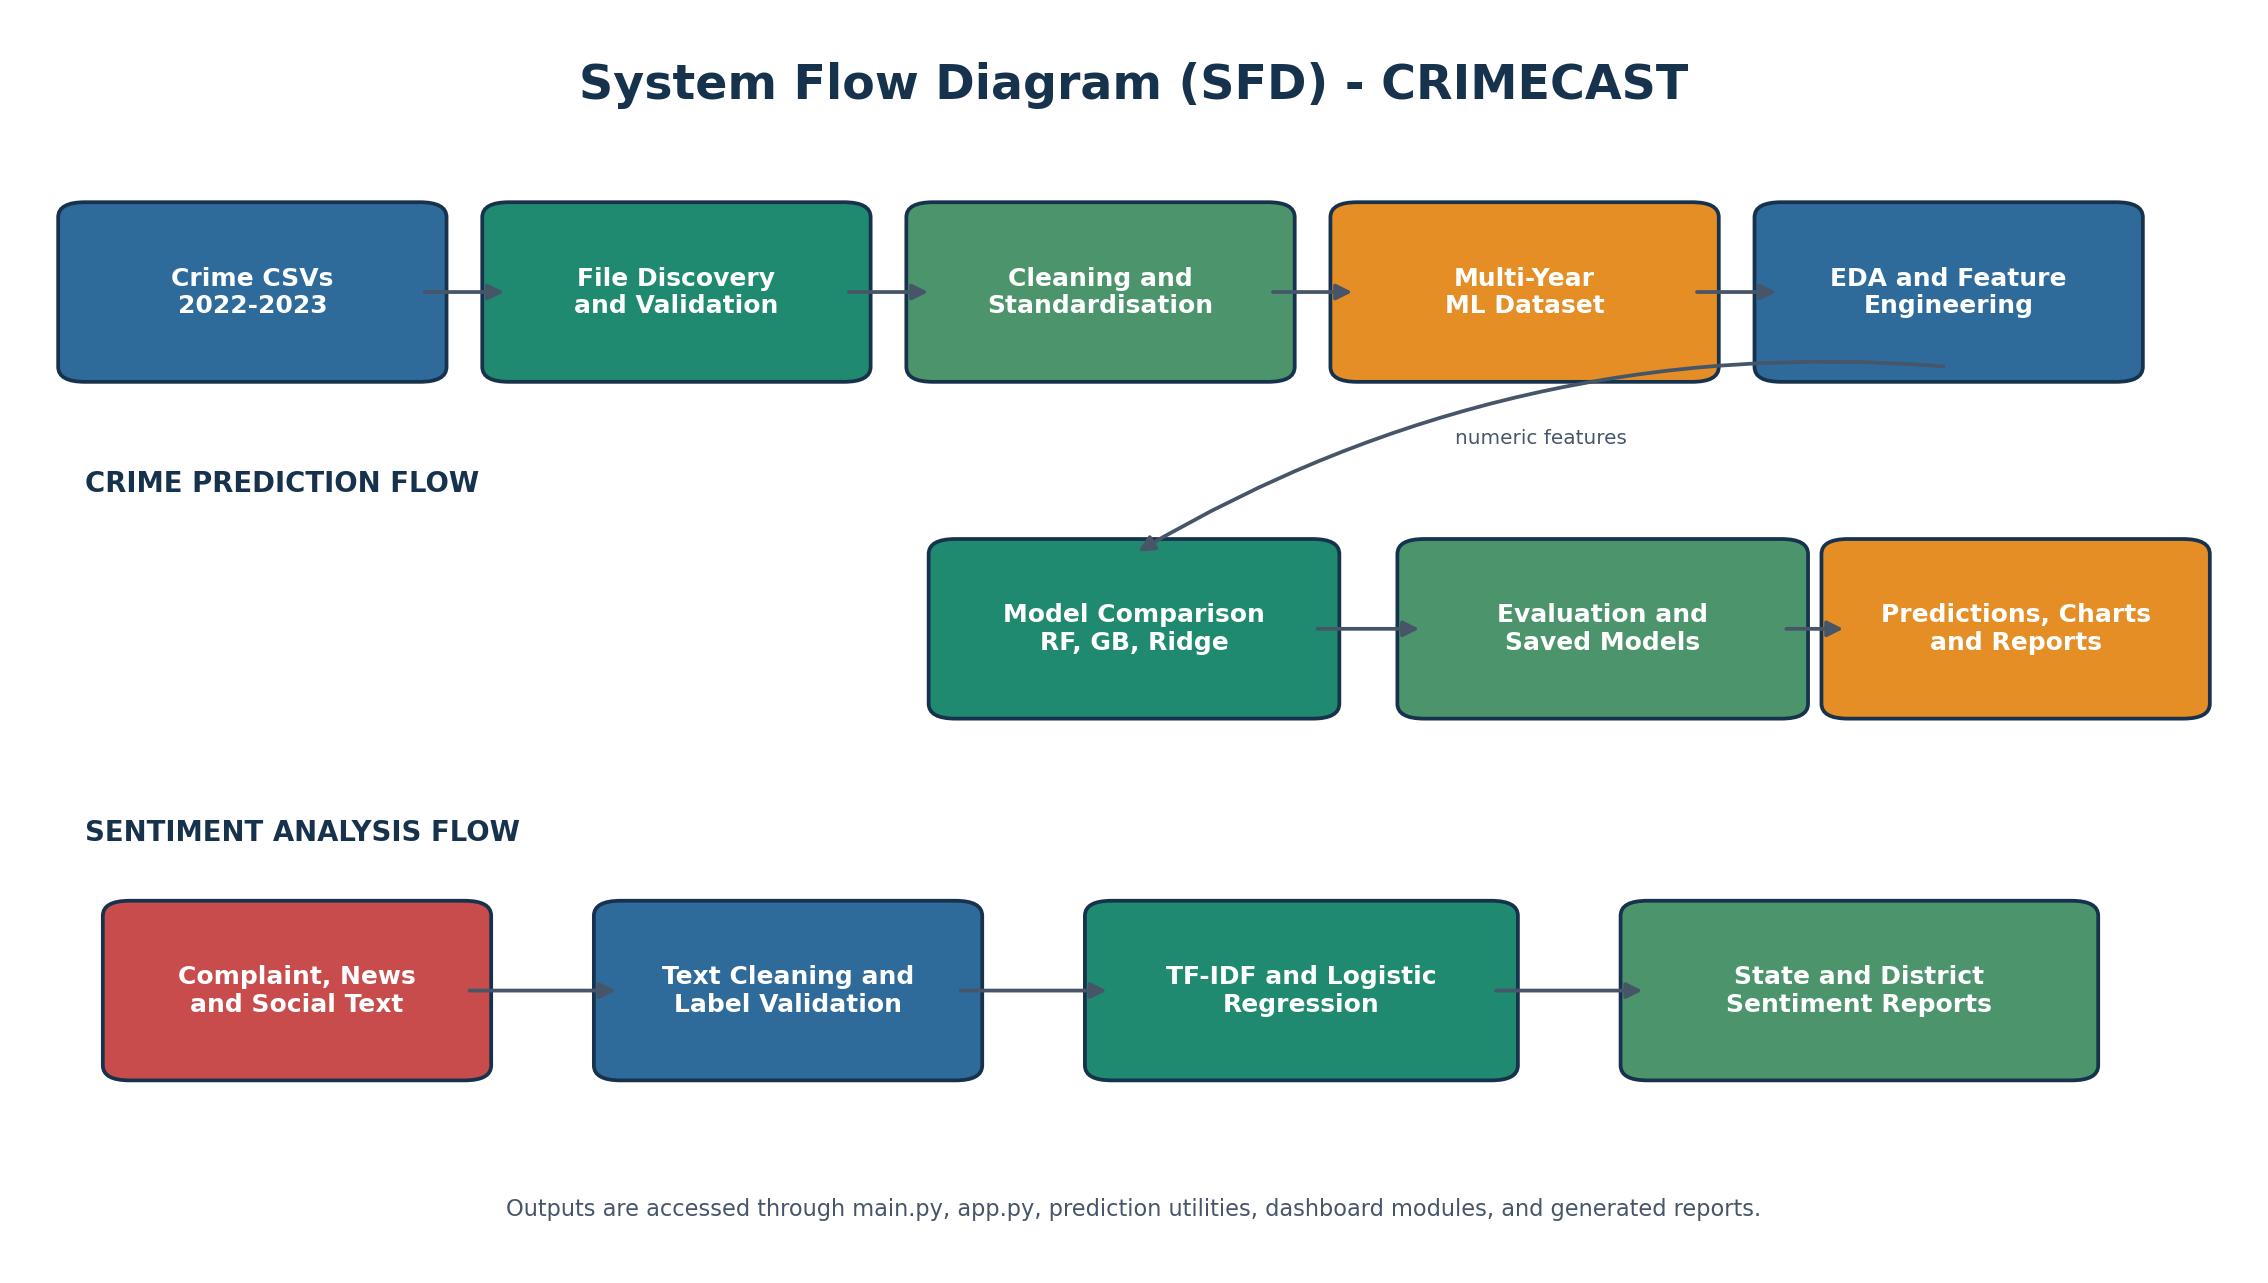 System Flow Diagram (SFD) - CRIMECAST
Crime CSVs
2022-2023
File Discovery
and Validation
Cleaning and
Standardisation
Multi-Year
ML Dataset
EDA and Feature
Engineering
numeric features
CRIME PREDICTION FLOW
Model Comparison
RF, GB, Ridge
Evaluation and
Saved Models
Predictions, Charts
and Reports
SENTIMENT ANALYSIS FLOW
Complaint, News
and Social Text
Text Cleaning and
Label Validation
TF-IDF and Logistic
Regression
State and District
Sentiment Reports
Outputs are accessed through main.py, app.py, prediction utilities, dashboard modules, and generated reports.